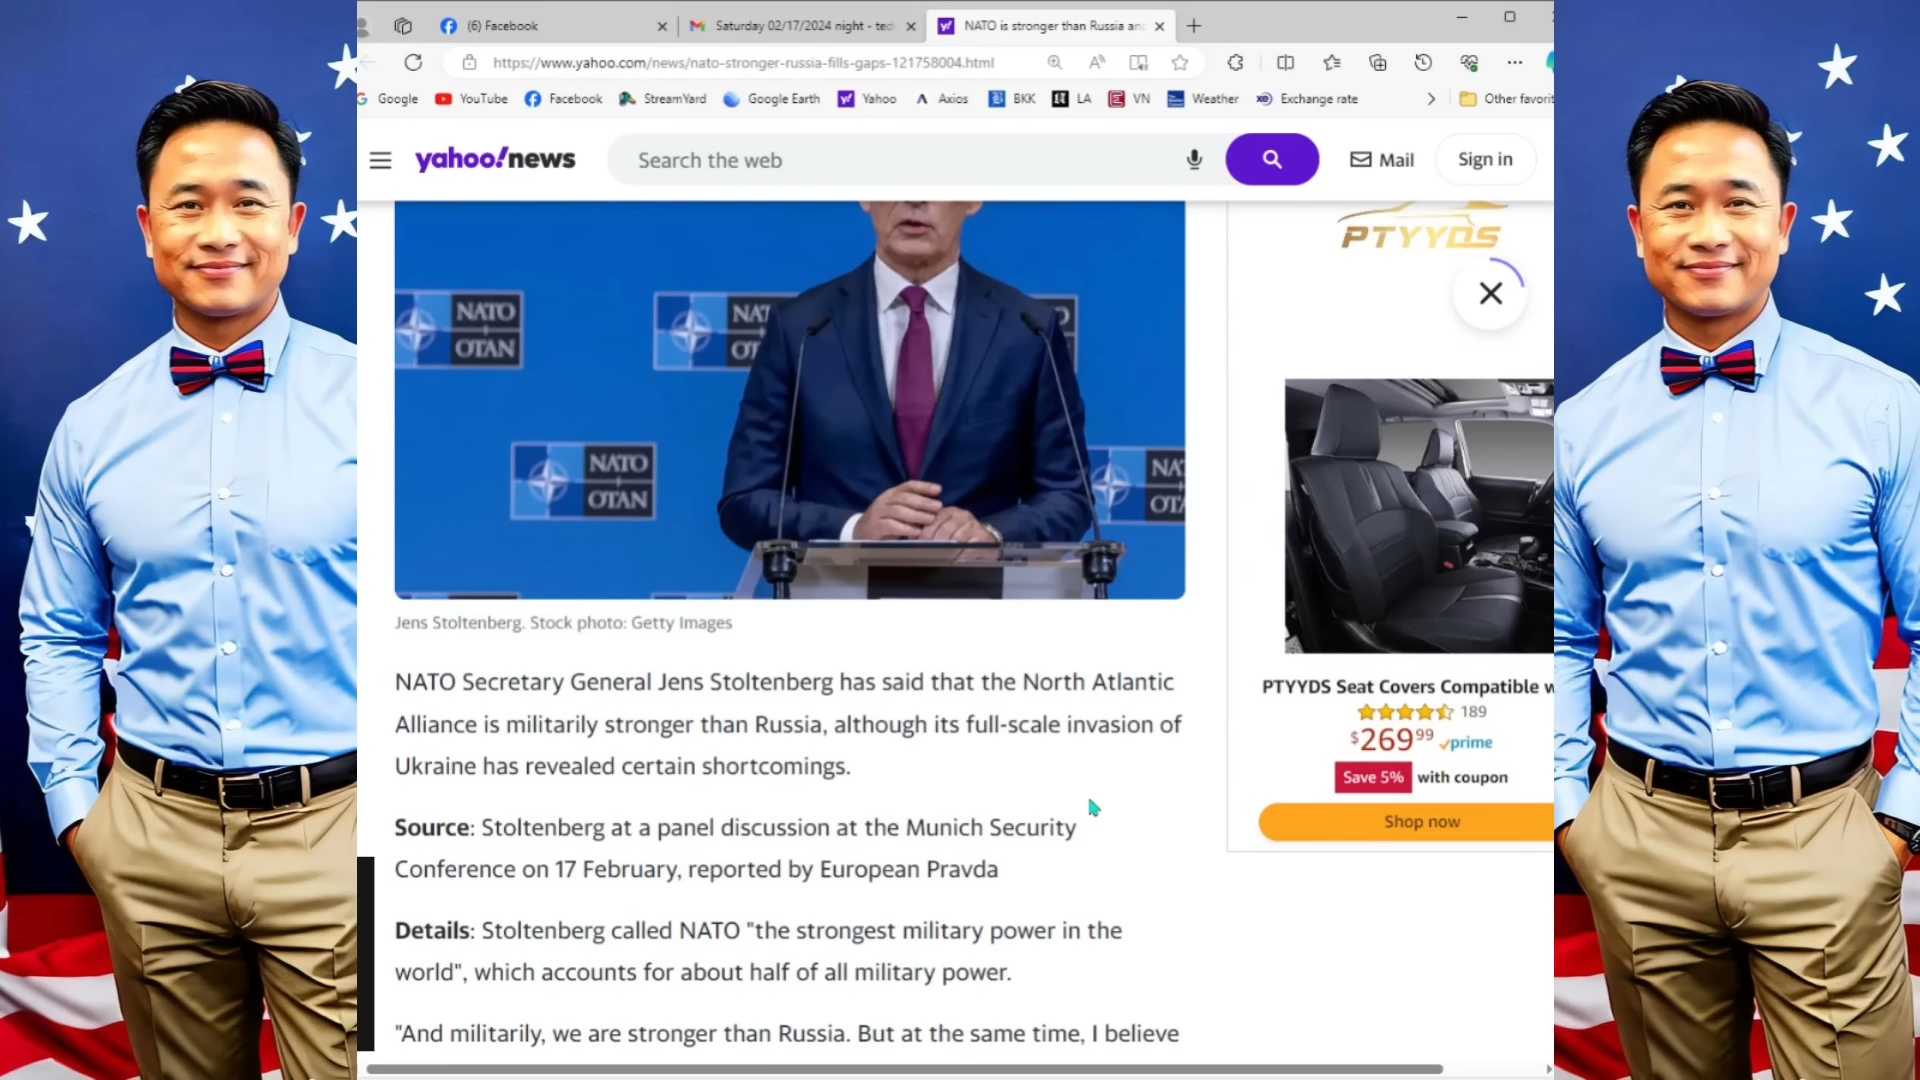 (6) Facebook
Saturday 02/17/2024 night - ted
NATO is stronger than Russia an
https://www.yahoo.com/news/nato-stronger-russia-fills-gaps-121758004.html
Google
YouTube
Facebook
StreamYard
Google Earth
Yahoo
Axios
BKK
LA
VN
Weather
Exchange rate
Other favorit
yahoo!news
Search the web
Mail
Sign in
NATO
OTAN
NAT
OT
NATO
OTAN
NA
OTA
PTYYDS
Jens Stoltenberg. Stock photo: Getty Images
NATO Secretary General Jens Stoltenberg has said that the North Atlantic
Alliance is militarily stronger than Russia, although its full-scale invasion of
Ukraine has revealed certain shortcomings.
Source: Stoltenberg at a panel discussion at the Munich Security
Conference on 17 February, reported by European Pravda
Details: Stoltenberg called NATO "the strongest military power in the
world", which accounts for about half of all military power.
"And militarily, we are stronger than Russia. But at the same time, I believe
PTYYDS Seat Covers Compatible w
189
$269.99 prime
Save 5% with coupon
Shop now